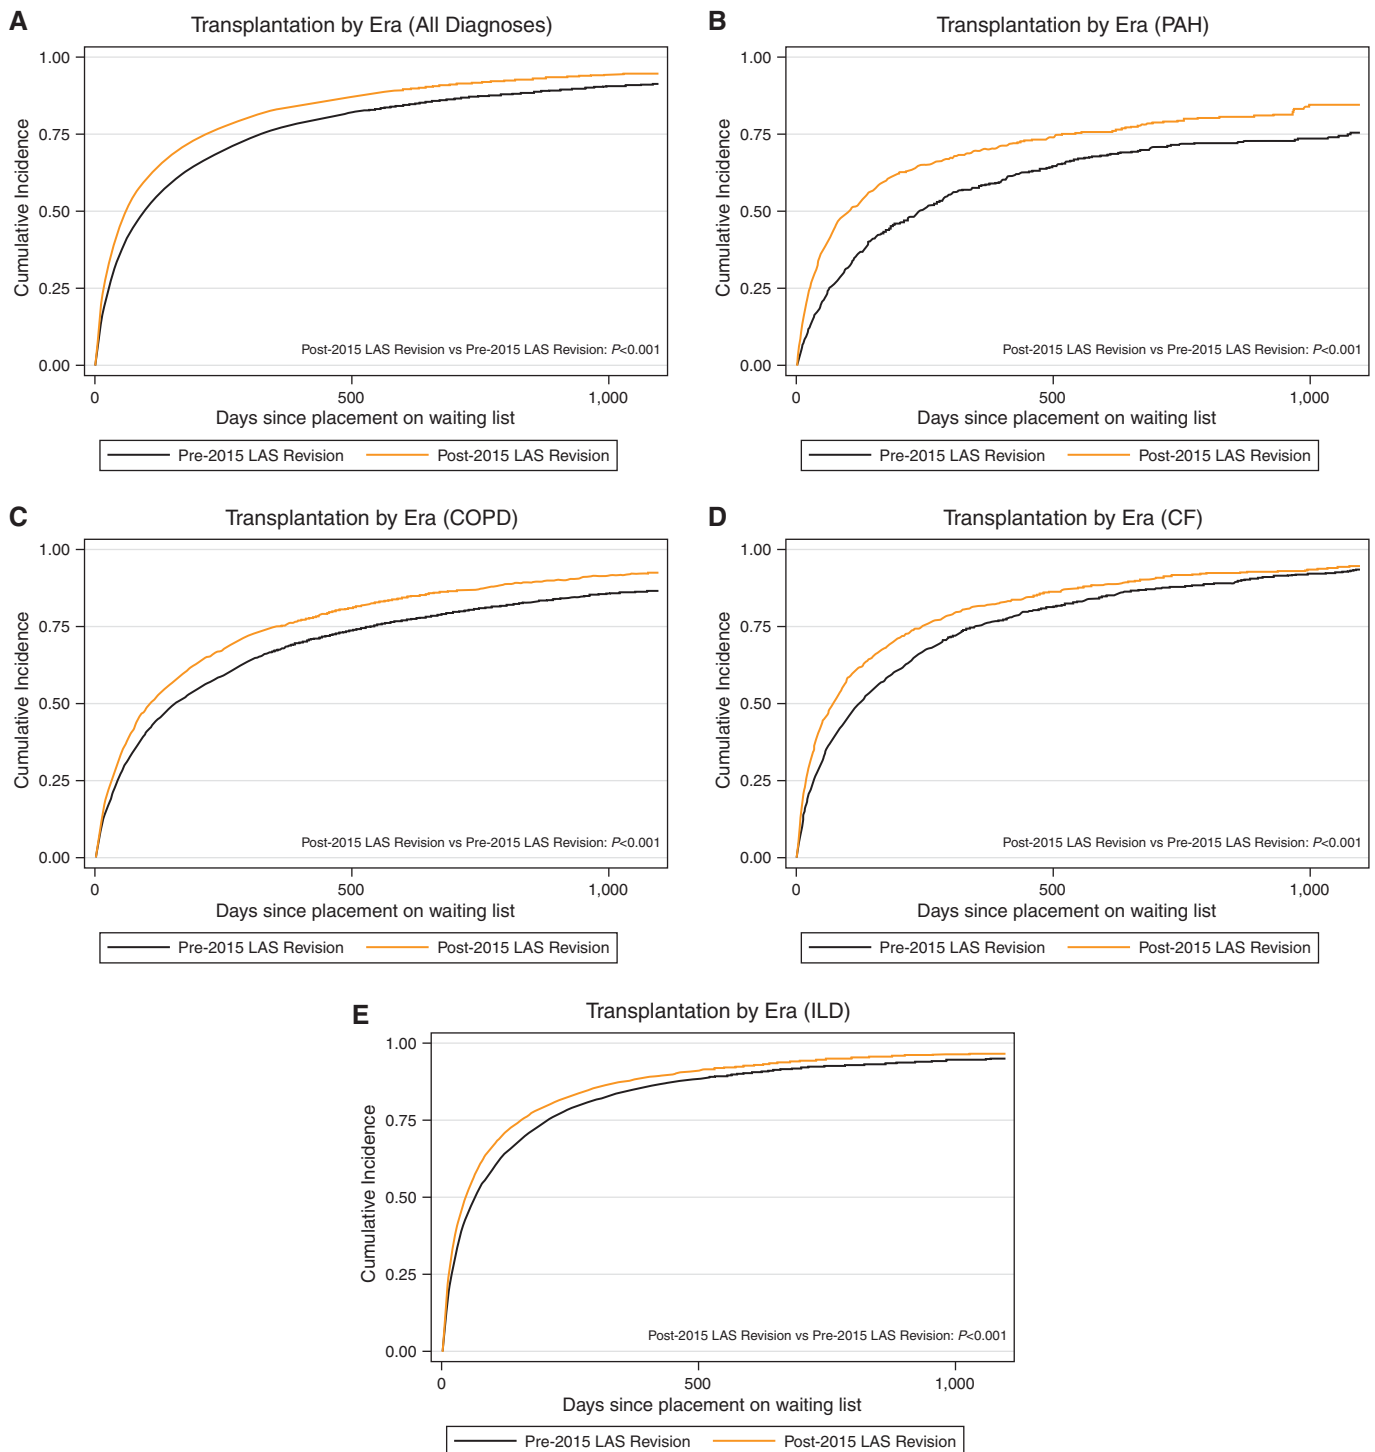 A
Transplantation by Era (All Diagnoses)
Cumulative Incidence
1.00
0.75
0.50
0.25
0.00
Post-2015 LAS Revision vs Pre-2015 LAS Revision: P<0.001
0
500
1,000
Days since placement on waiting list
Pre-2015 LAS Revision
Post-2015 LAS Revision
B
Transplantation by Era (PAH)
Cumulative Incidence
1.00
0.75
0.50
0.25
0.00
Post-2015 LAS Revision vs Pre-2015 LAS Revision: P<0.001
0
500
1,000
Days since placement on waiting list
Pre-2015 LAS Revision
Post-2015 LAS Revision
C
Transplantation by Era (COPD)
Cumulative Incidence
1.00
0.75
0.50
0.25
0.00
Post-2015 LAS Revision vs Pre-2015 LAS Revision: P<0.001
0
500
1,000
Days since placement on waiting list
Pre-2015 LAS Revision
Post-2015 LAS Revision
D
Transplantation by Era (CF)
Cumulative Incidence
1.00
0.75
0.50
0.25
0.00
Post-2015 LAS Revision vs Pre-2015 LAS Revision: P<0.001
0
500
1,000
Days since placement on waiting list
Pre-2015 LAS Revision
Post-2015 LAS Revision
E
Transplantation by Era (ILD)
Cumulative Incidence
1.00
0.75
0.50
0.25
0.00
Post-2015 LAS Revision vs Pre-2015 LAS Revision: P<0.001
0
500
1,000
Days since placement on waiting list
Pre-2015 LAS Revision
Post-2015 LAS Revision